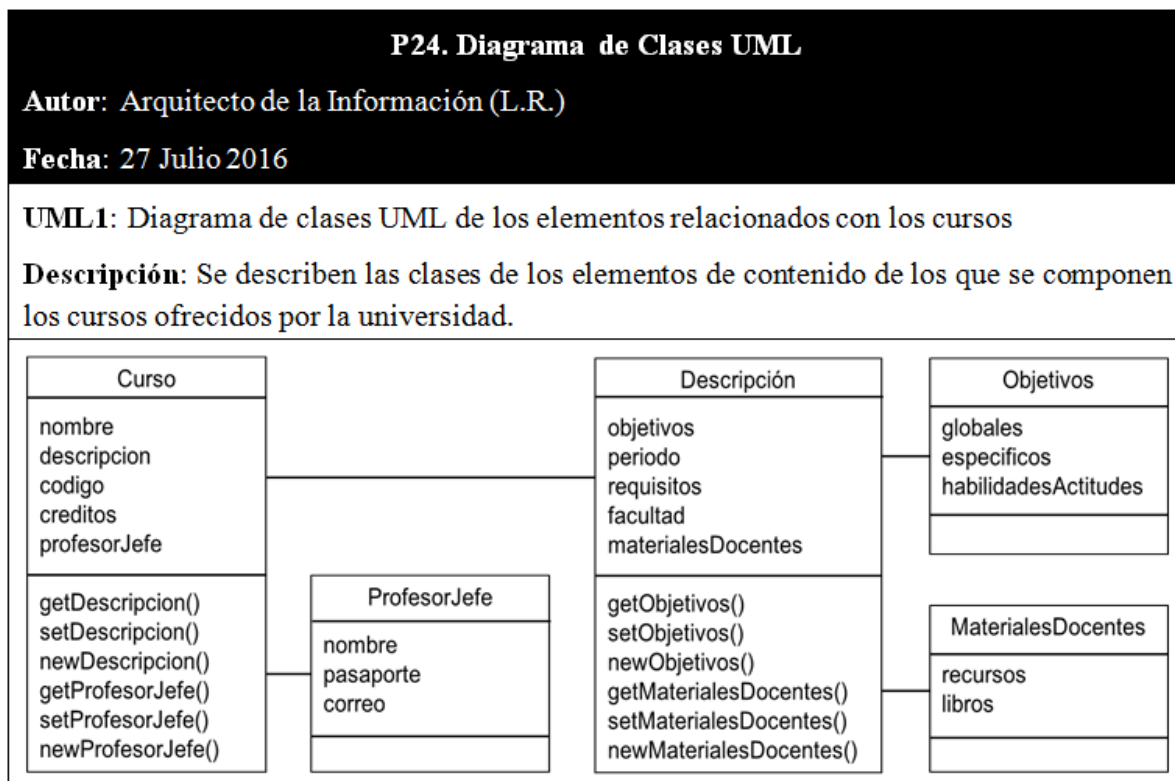 P24. Diagrama de Clases UML
Autor: Arquitecto de la Información (L.R.)
Fecha: 27 Julio 2016
UML1: Diagrama de clases UML de los elementos relacionados con los cursos
Descripción: Se describen las clases de los elementos de contenido de los que se componen
los cursos ofrecidos por la universidad.
Curso
nombre
descripcion
codigo
creditos
profesorJefe
getDescripcion()
setDescripcion()
newDescripcion()
getProfesorJefe()
setProfesorJefe()
newProfesorJefe()
ProfesorJefe
nombre
pasaporte
correo
Descripción
objetivos
periodo
requisitos
facultad
materialesDocentes
getObjetivos()
setObjetivos()
newObjetivos()
getMaterialesDocentes()
setMaterialesDocentes()
newMaterialesDocentes()
Objetivos
globales
especificos
habilidadesActitudes
MaterialesDocentes
recursos
libros